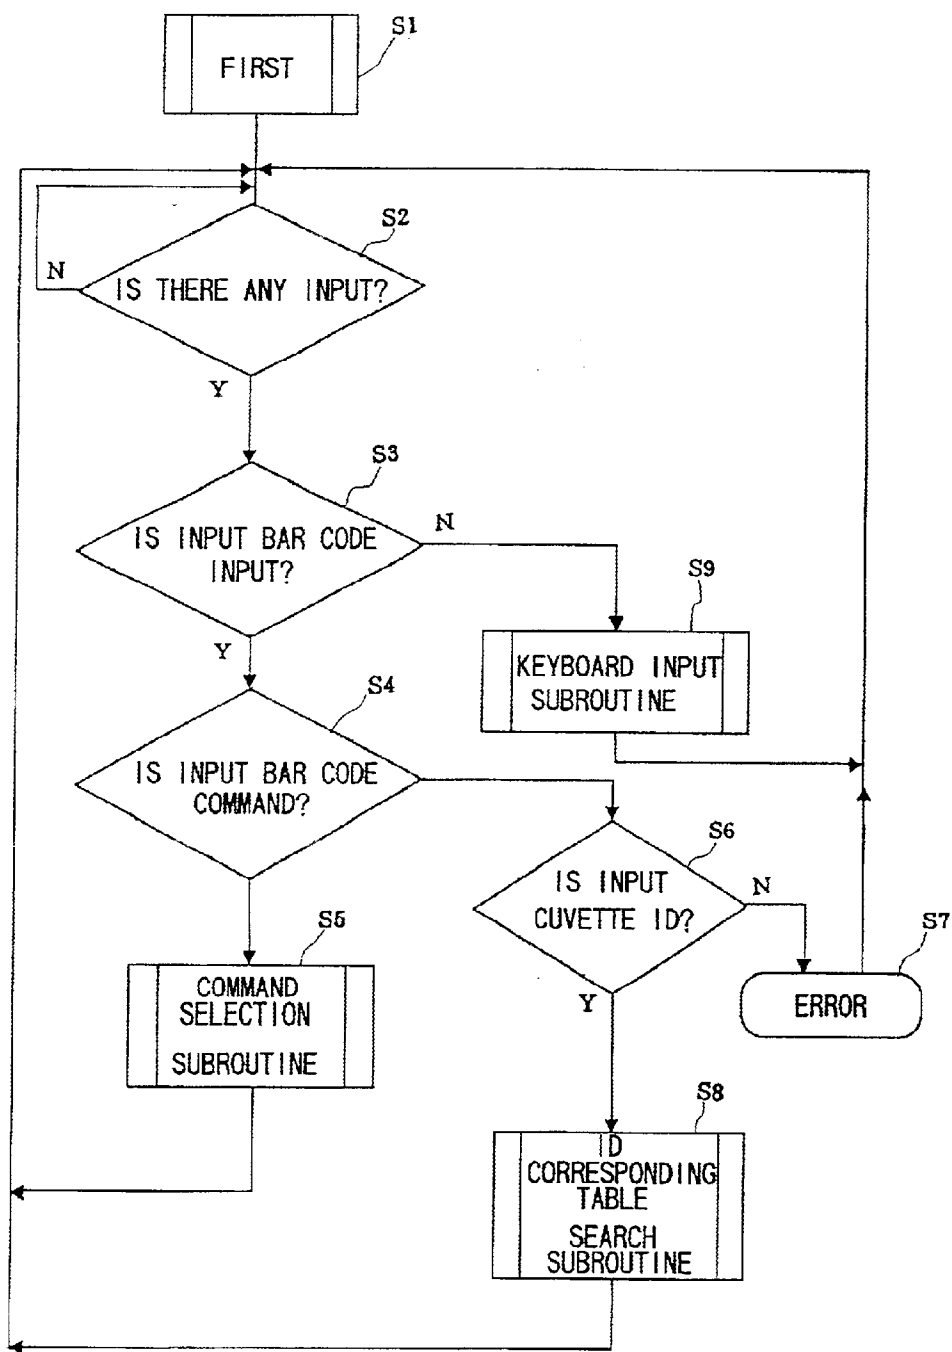 S1
FIRST
S2
N
IS THERE ANY INPUT?
Y
S3
N
IS INPUT BAR CODE
INPUT?
S9
Y
KEYBOARD INPUT
SUBROUTINE
S4
IS INPUT BAR CODE
COMMAND?
S6
IS INPUT
CUVETTE ID?
N
S5
S7
COMMAND
SELECTION
SUBROUTINE
Y
ERROR
S8
ID
CORRESPONDING
TABLE
SEARCH
SUBROUTINE